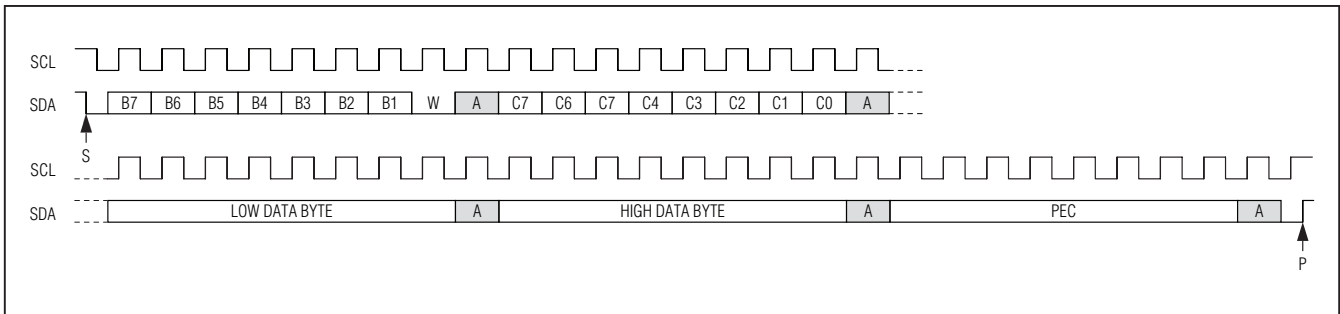 SCL
SDA B7 B6 B5 B4 B3 B2 B1 W A C7 C6 C7 C4 C3 C2 C1 C0 A
S
SCL
SDA LOW DATA BYTE A HIGH DATA BYTE A PEC A
P